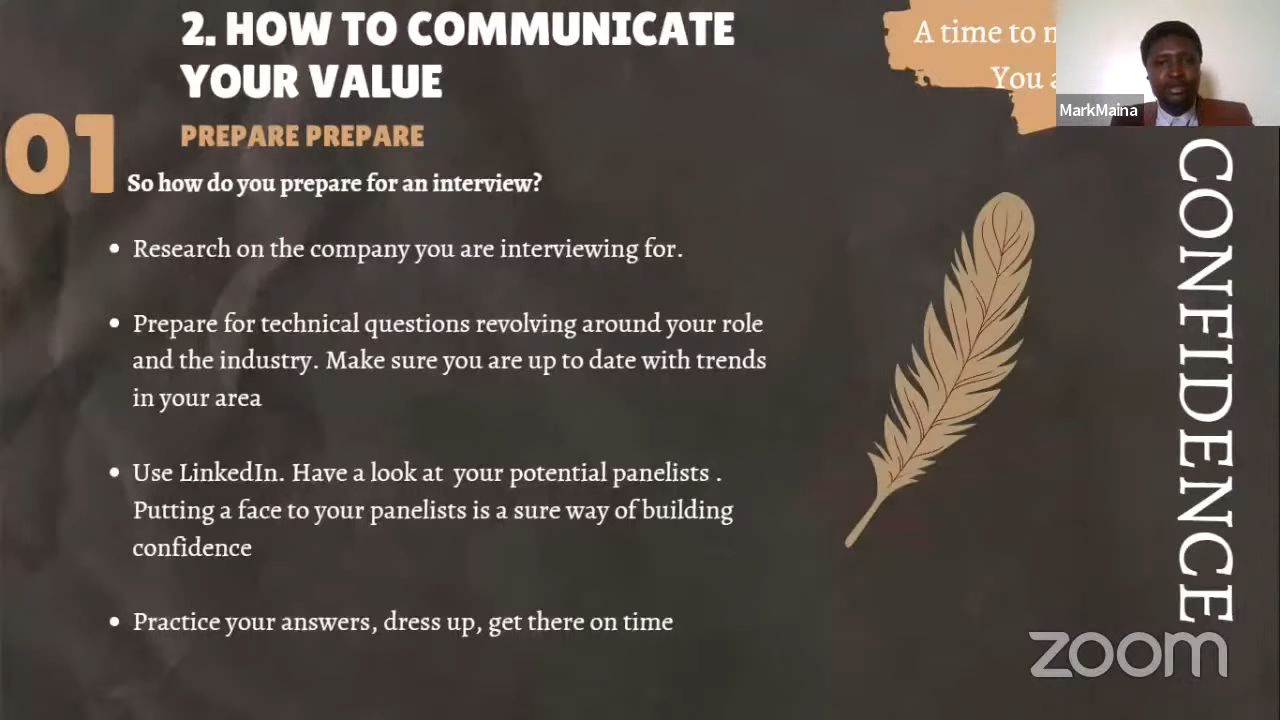 2. HOW TO COMMUNICATE
YOUR VALUE
PREPARE PREPARE
01
So how do you prepare for an interview?
• Research on the company you are interviewing for.
• Prepare for technical questions revolving around your role
and the industry. Make sure you are up to date with trends
in your area
• Use LinkedIn. Have a look at your potential panelists .
Putting a face to your panelists is a sure way of building
confidence
• Practice your answers, dress up, get there on time
A time to
You
MarkMaina
CONFIDENCE
zoom